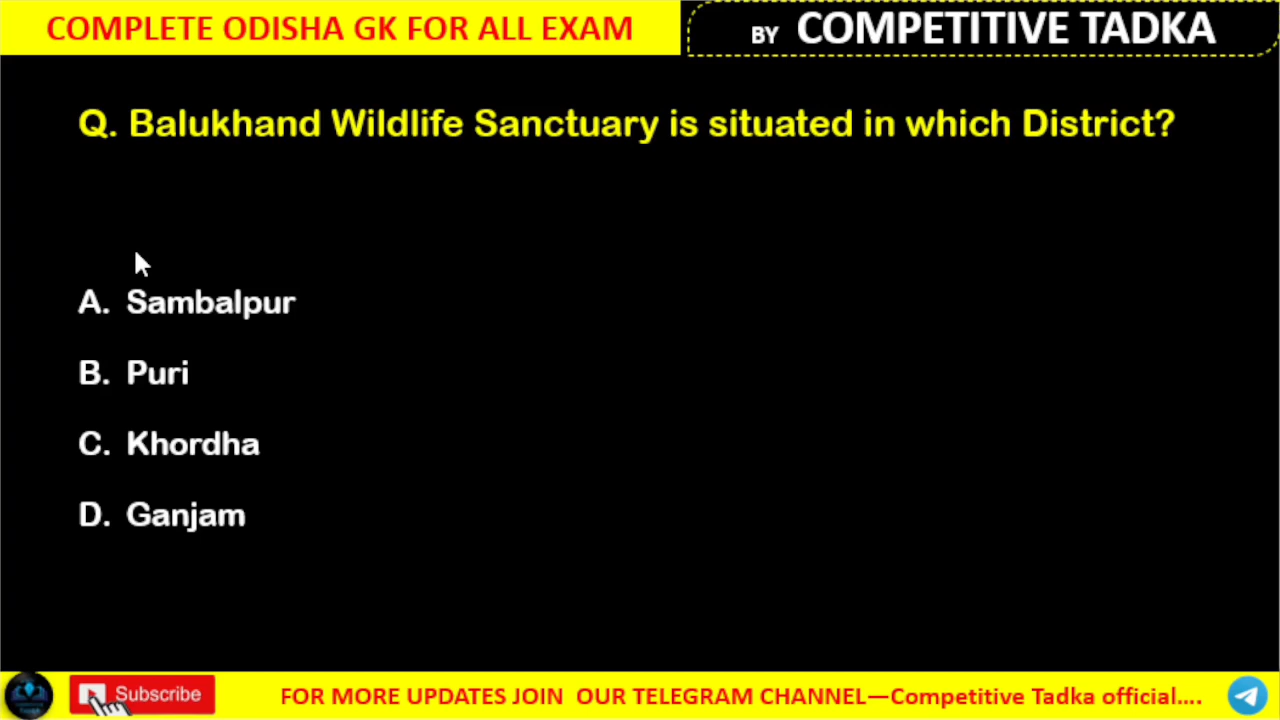 COMPLETE ODISHA GK FOR ALL EXAM
BY COMPETITIVE TADKA
Q. Balukhand Wildlife Sanctuary is situated in which District?
A. Sambalpur
B. Puri
C. Khordha
D. Ganjam
Subscribe
FOR MORE UPDATES JOIN OUR TELEGRAM CHANNEL—Competitive Tadka official....